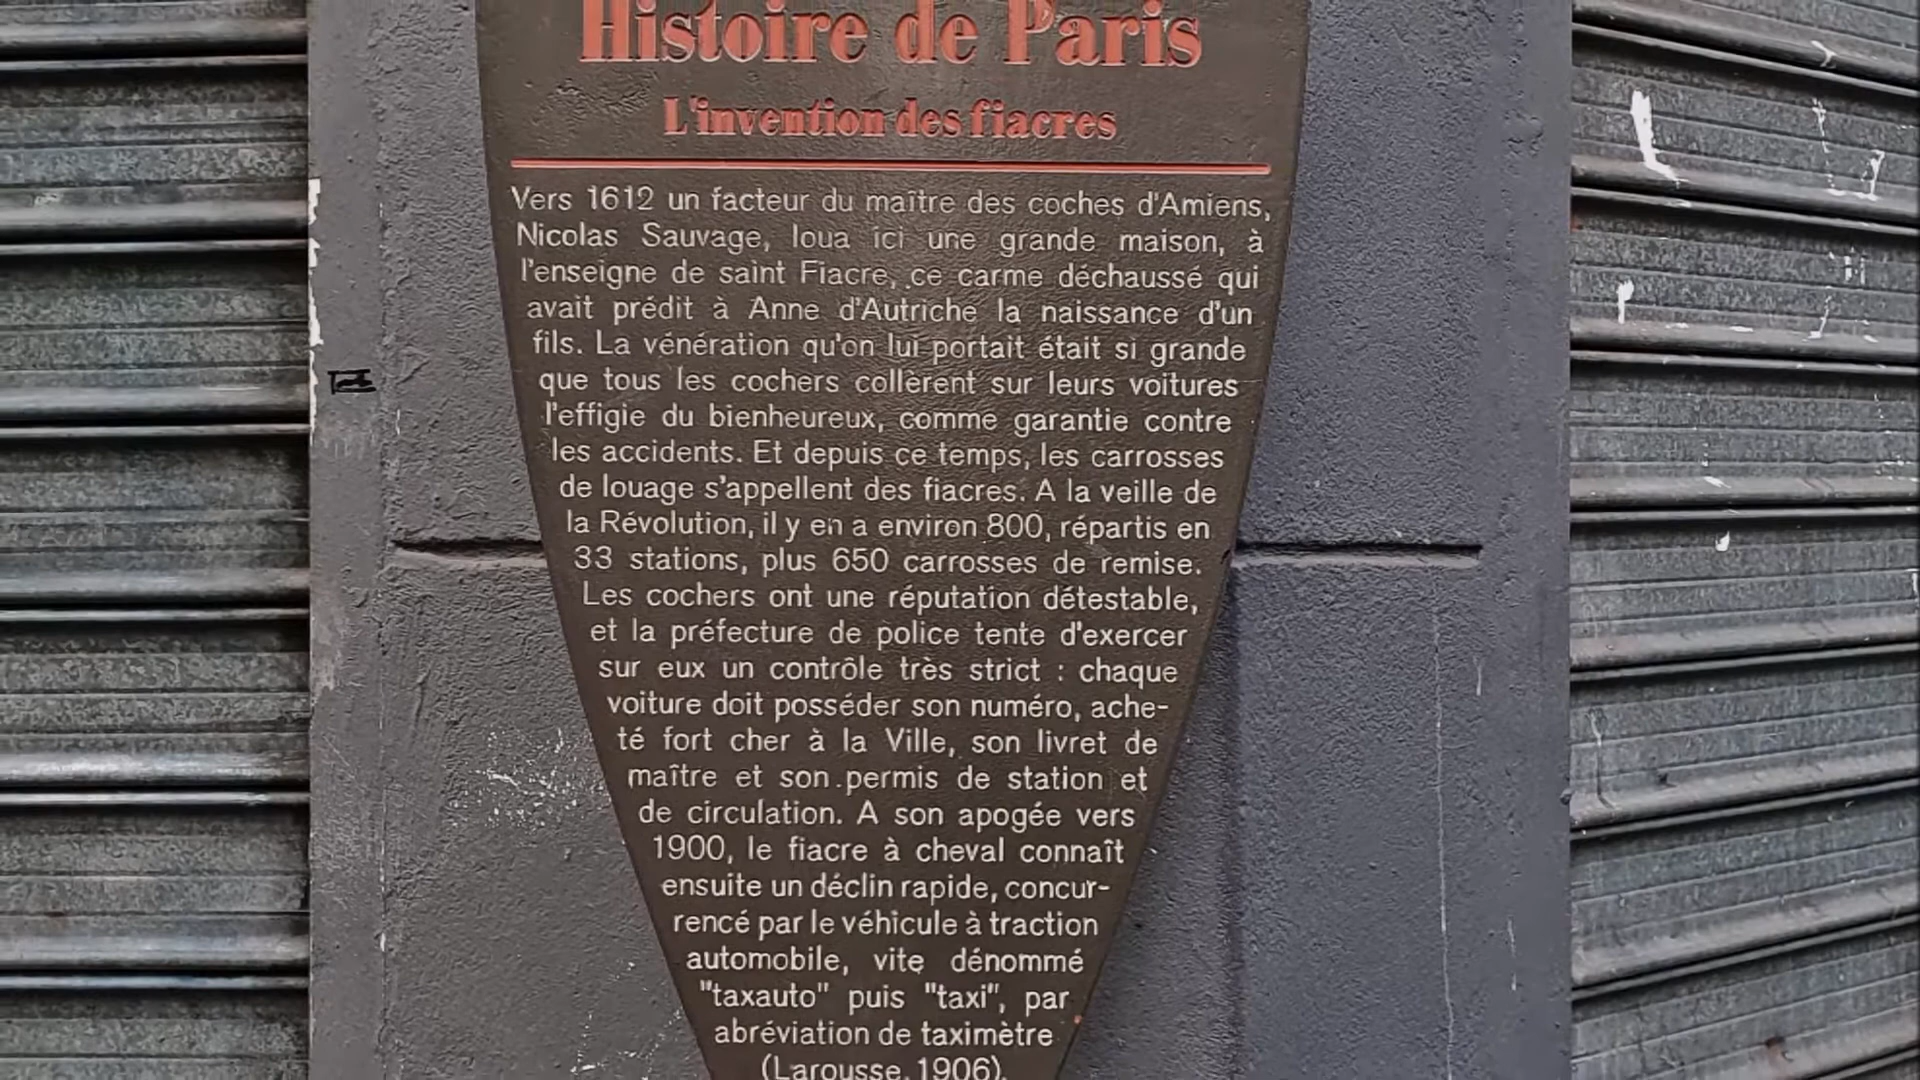 Histoire de Paris
L'invention des fiacres
Vers 1612 un facteur du maître des coches d'Amiens,
Nicolas Sauvage, loua ici une grande maison, à
l'enseigne de saint Fiacre, ce carme déchaussé qui
avait prédit à Anne d'Autriche la naissance d'un
fils. La vénération qu'on lui portait était si grande
que tous les cochers collèrent sur leurs voitures
l'effigie du bienheureux, comme garantie contre
les accidents. Et depuis ce temps, les carrosses
de louage s'appellent des fiacres. A la veille de
la Révolution, il y en a environ 800, répartis en
33 stations, plus 650 carrosses de remise.
Les cochers ont une réputation détestable,
et la préfecture de police tente d'exercer
sur eux un contrôle très strict : chaque
voiture doit posséder son numéro, ache-
té fort cher à la Ville, son livret de
maître et son permis de station et
de circulation. A son apogée vers
1900, le fiacre à cheval connaît
ensuite un déclin rapide, concur-
rencé par le véhicule à traction
automobile, vite dénommé
"taxauto" puis "taxi", par
abréviation de taximètre
(Larousse, 1906).